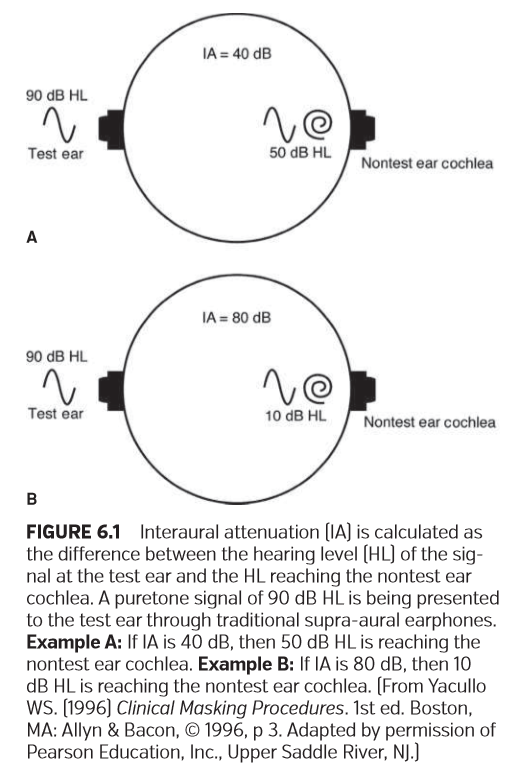 IA = 40 dB
90 dB HL
Test ear
50 dB HL
Nontest ear cochlea
A
IA = 80 dB
90 dB HL
Test ear
10 dB HL
Nontest ear cochlea
B
FIGURE 6.1 Interaural attenuation (IA) is calculated as
the difference between the hearing level (HL) of the sig-
nal at the test ear and the HL reaching the nontest ear
cochlea. A puretone signal of 90 dB HL is being presented
to the test ear through traditional supra-aural earphones.
Example A: If IA is 40 dB, then 50 dB HL is reaching the
nontest ear cochlea. Example B: If IA is 80 dB, then 10
dB HL is reaching the nontest ear cochlea. (From Yacullo
WS. (1996) Clinical Masking Procedures. 1st ed. Boston,
MA: Allyn & Bacon, © 1996, p 3. Adapted by permission of
Pearson Education, Inc., Upper Saddle River, NJ.)